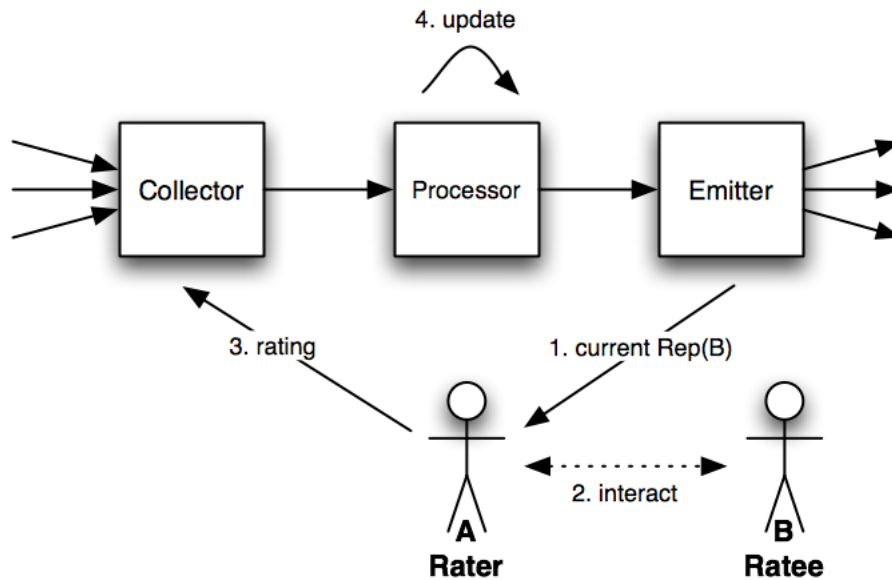 4. update
Collector
Processor
Emitter
3. rating
1. current Rep(B)
2. interact
A
B
Rater
Ratee